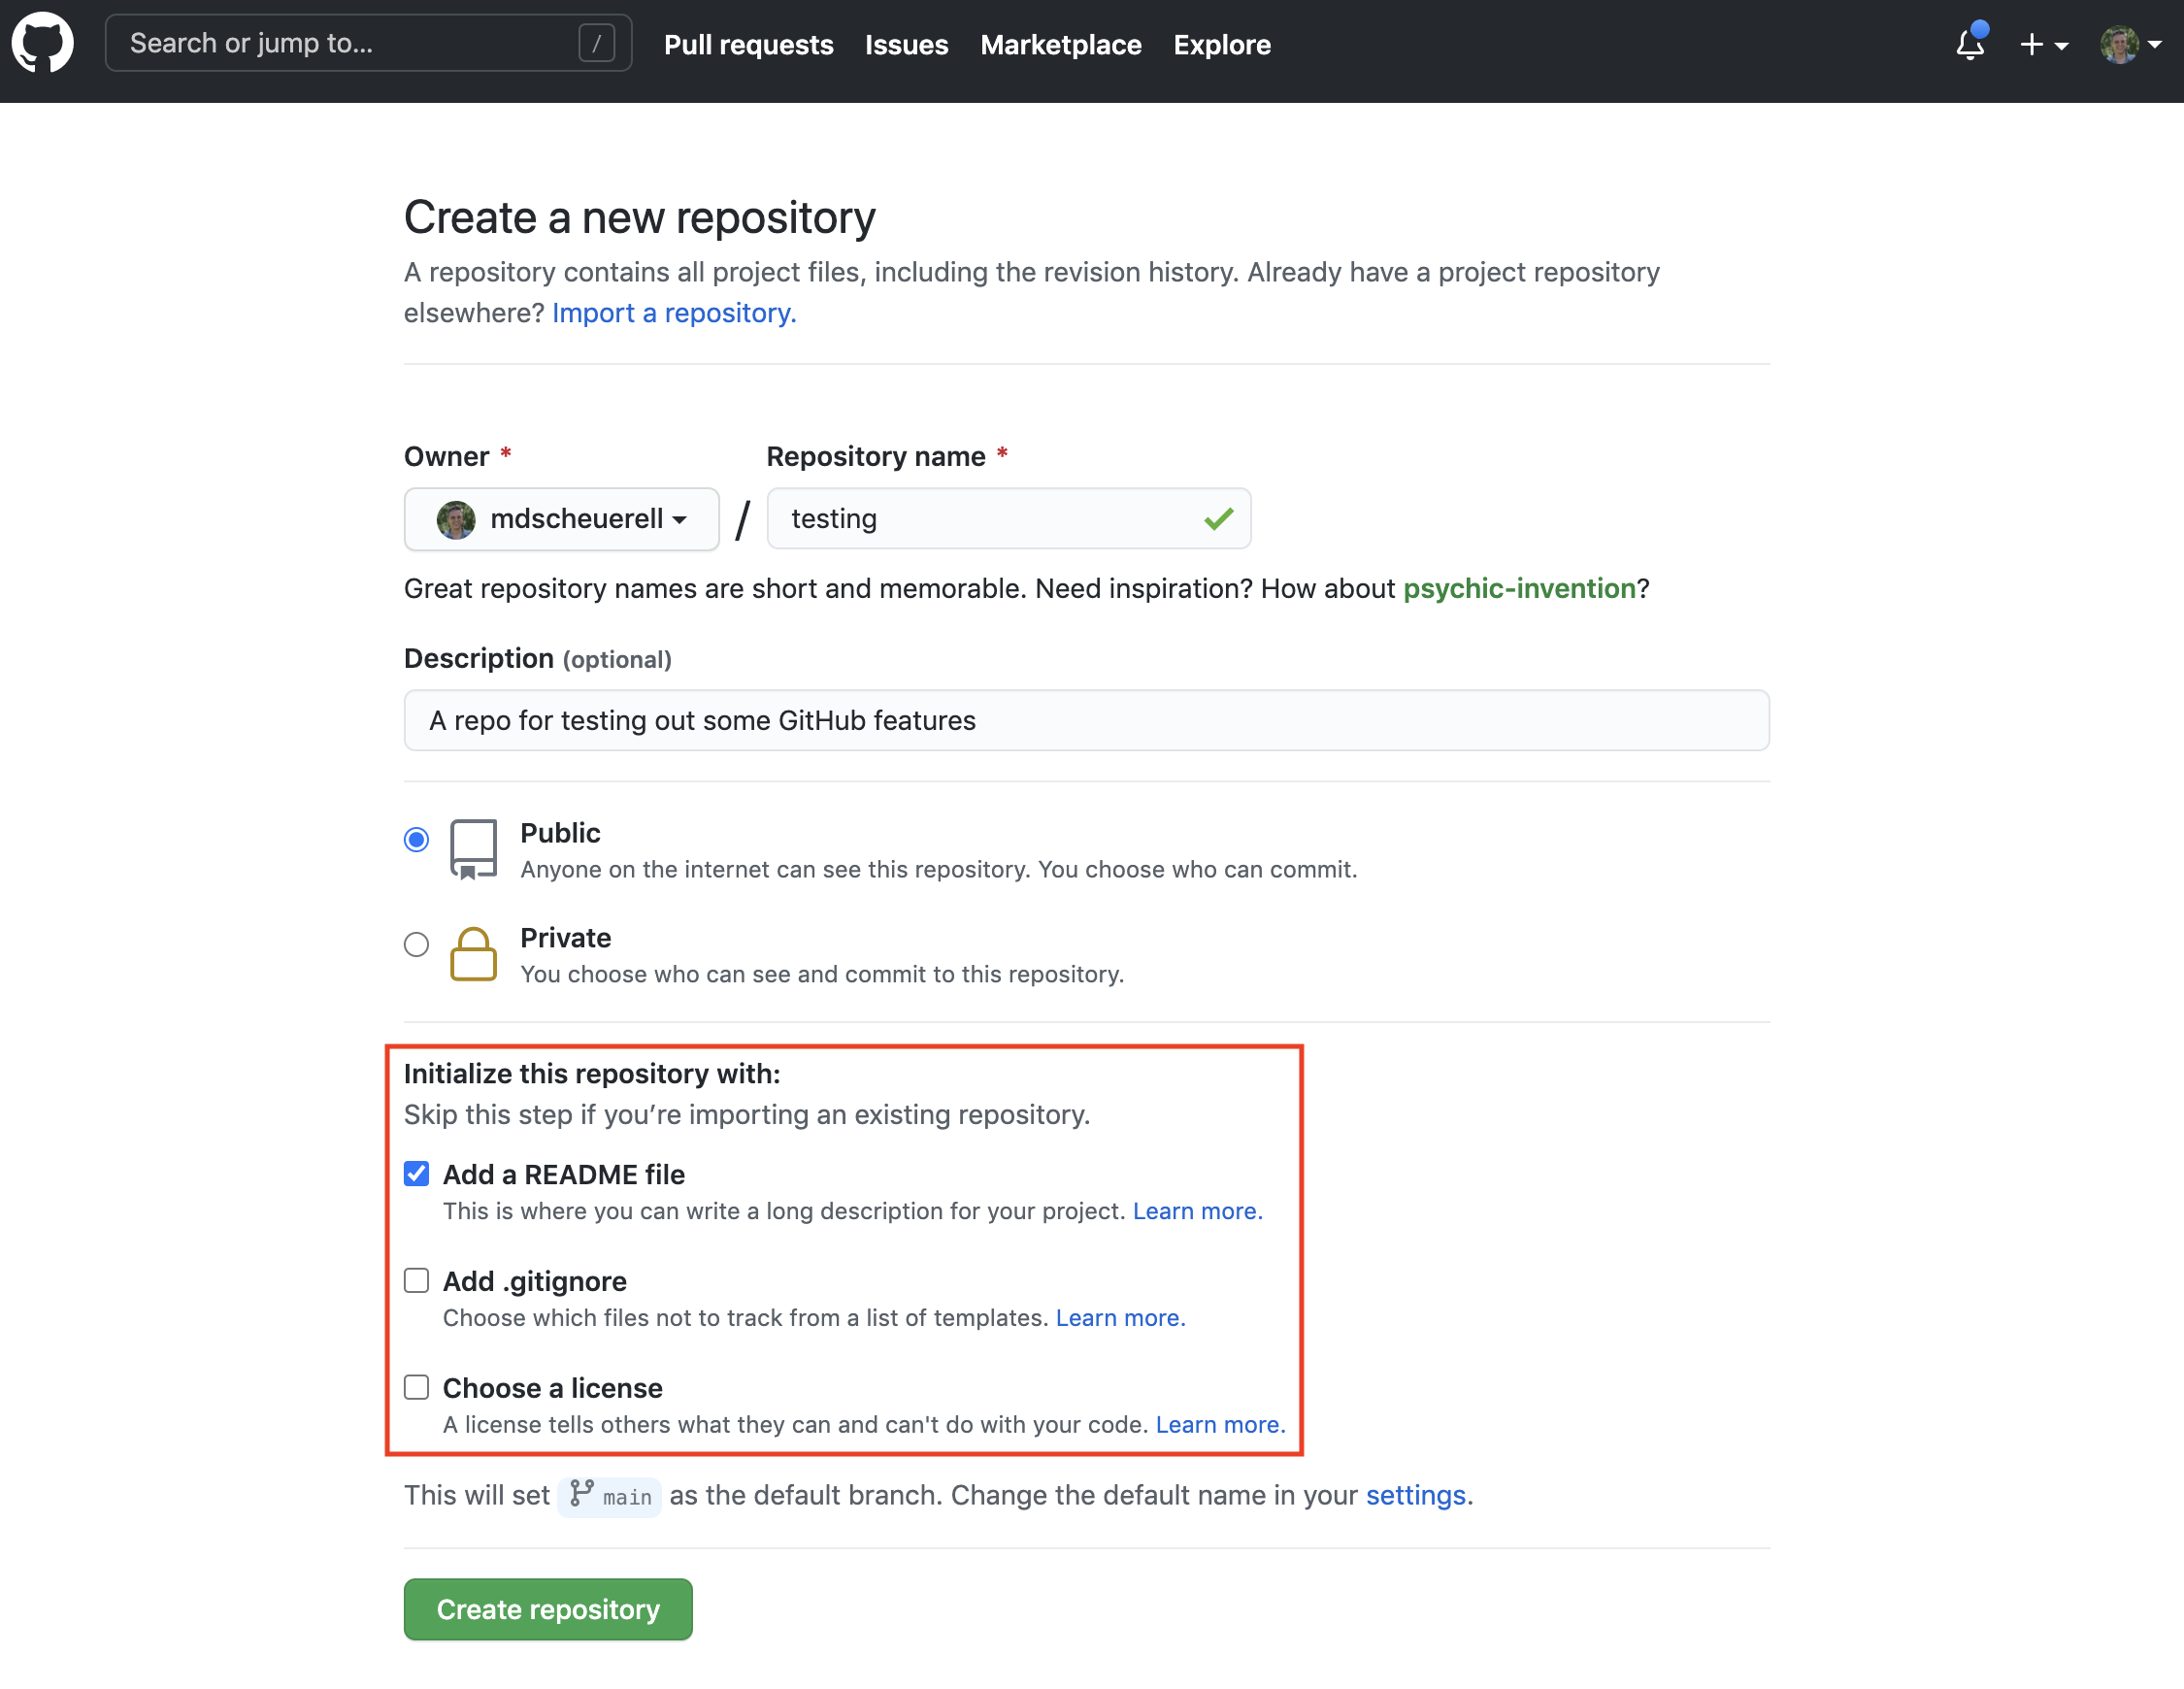 Search or jump to... /
Pull requests Issues Marketplace Explore
Create a new repository
A repository contains all project files, including the revision history. Already have a project repository
elsewhere? Import a repository.
Owner * Repository name *
mdscheuerell / testing
Great repository names are short and memorable. Need inspiration? How about psychic-invention?
Description (optional)
A repo for testing out some GitHub features
Public
Anyone on the internet can see this repository. You choose who can commit.
Private
You choose who can see and commit to this repository.
Initialize this repository with:
Skip this step if you’re importing an existing repository.
Add a README file
This is where you can write a long description for your project. Learn more.
Add .gitignore
Choose which files not to track from a list of templates. Learn more.
Choose a license
A license tells others what they can and can't do with your code. Learn more.
This will set main as the default branch. Change the default name in your settings.
Create repository